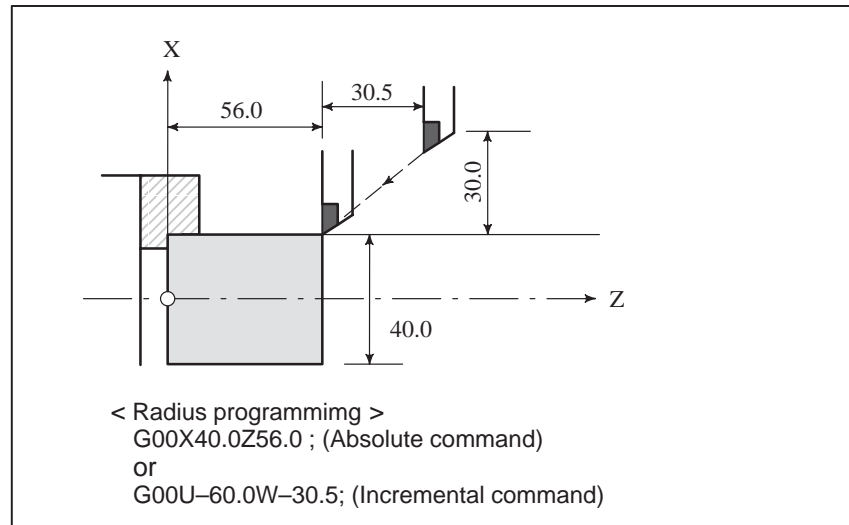 X
56.0
30.5
30.0
40.0
Z
< Radius programmimg >
G00X40.0Z56.0 ; (Absolute command)
or
G00U–60.0W–30.5; (Incremental command)